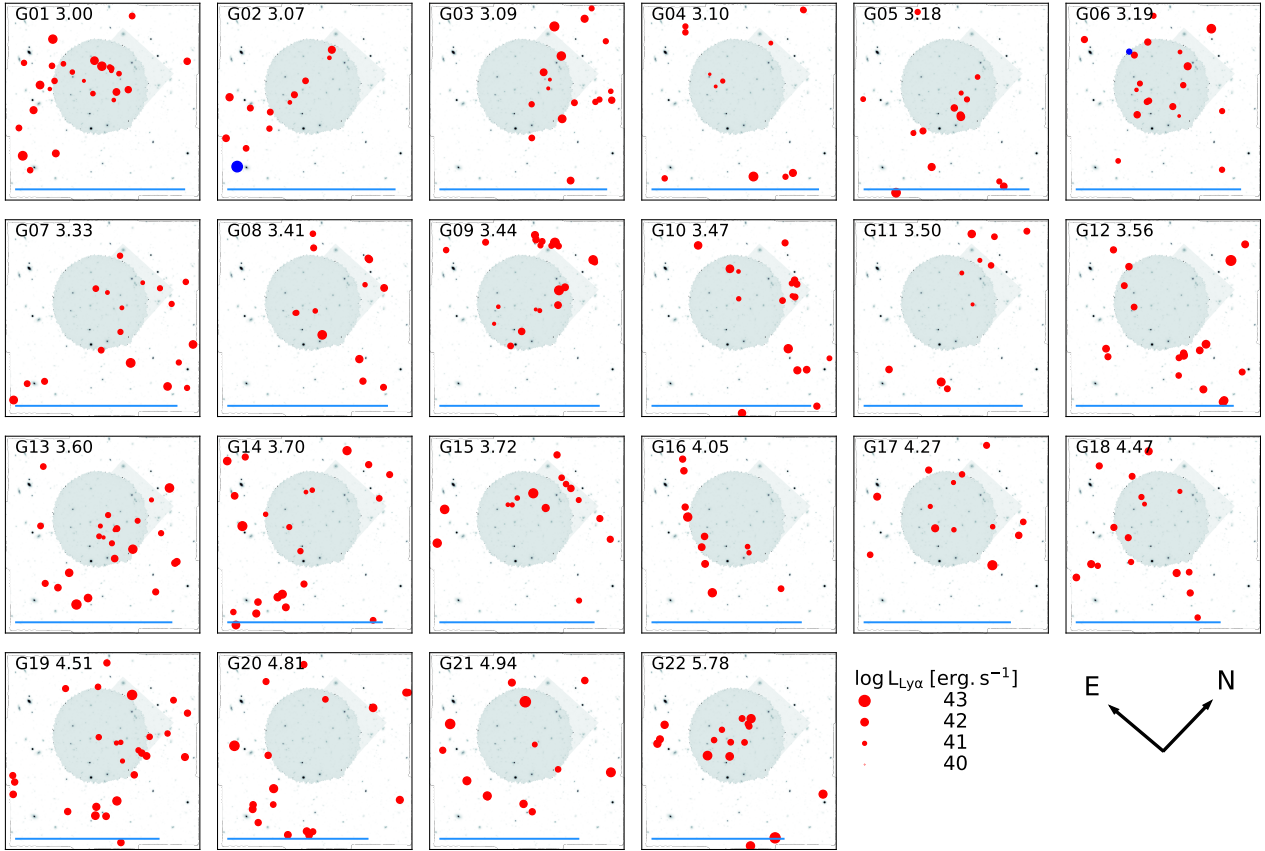 G01 3.00
G02 3.07
G03 3.09
G04 3.10
G05 3.18
G06 3.19
G07 3.33
G08 3.41
G09 3.44
G10 3.47
G11 3.50
G12 3.56
G13 3.60
G14 3.70
G15 3.72
G16 4.05
G17 4.27
G18 4.47
G19 4.51
G20 4.81
G21 4.94
G22 5.78
log L_Lyα [erg. s⁻¹]
43
42
41
40
E
N